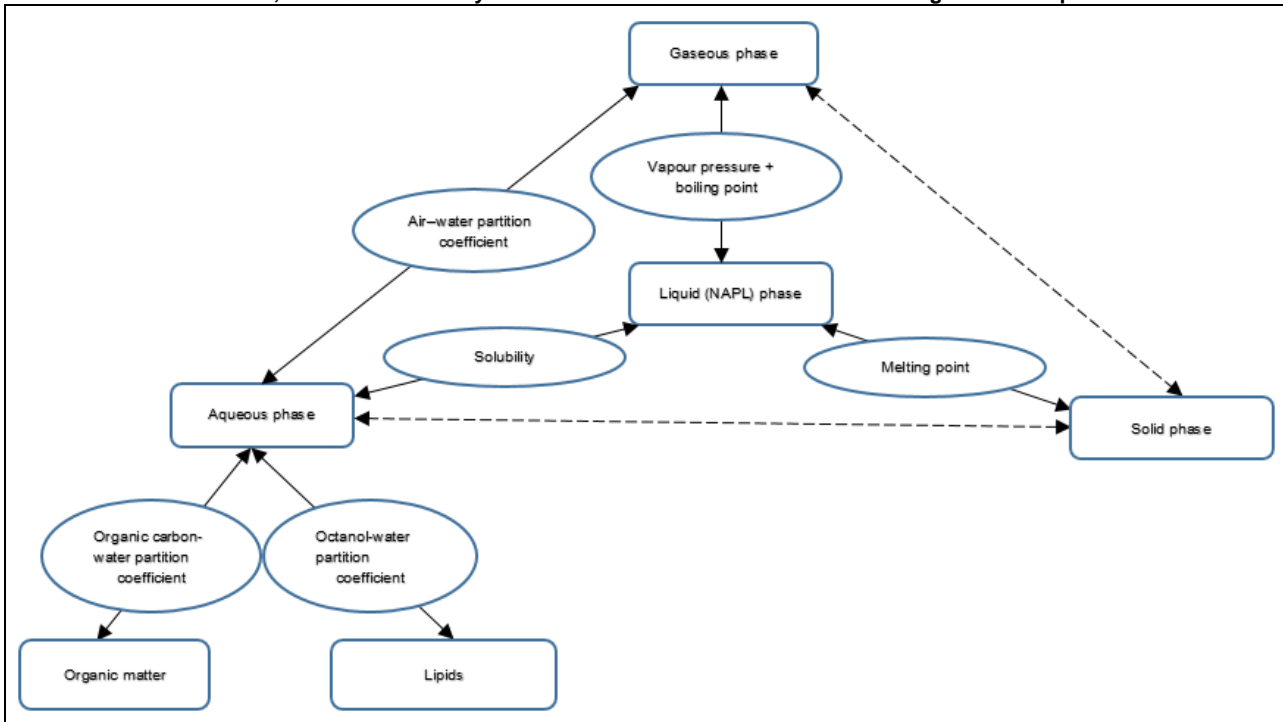 Gaseous phase
Vapour pressure +
boiling point
Air–water partition
coefficient
Liquid (NAPL) phase
Solubility
Melting point
Aqueous phase
Solid phase
Organic carbon-
water partition
coefficient
Octanol-water
partition
coefficient
Organic matter
Lipids